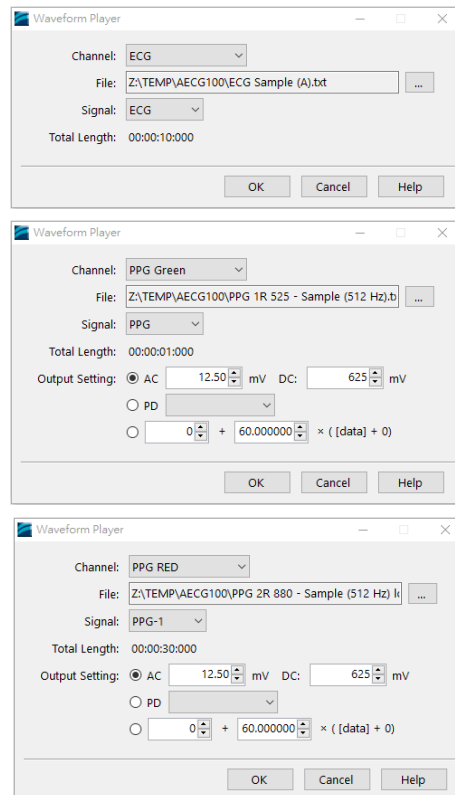 Waveform Player
Channel: ECG
File: Z:\TEMP\AECG100\ECG Sample (A).txt ...
Signal: ECG
Total Length: 00:00:10:000
OK Cancel Help
Waveform Player
Channel: PPG Green
File: Z:\TEMP\AECG100\PPG 1R 525 - Sample (512 Hz).t ...
Signal: PPG
Total Length: 00:00:01:000
Output Setting: AC 12.50 mV DC: 625 mV
PD
0 + 60.000000 × ( [data] + 0)
OK Cancel Help
Waveform Player
Channel: PPG RED
File: Z:\TEMP\AECG100\PPG 2R 880 - Sample (512 Hz) lo ...
Signal: PPG-1
Total Length: 00:00:30:000
Output Setting: AC 12.50 mV DC: 625 mV
PD
0 + 60.000000 × ( [data] + 0)
OK Cancel Help